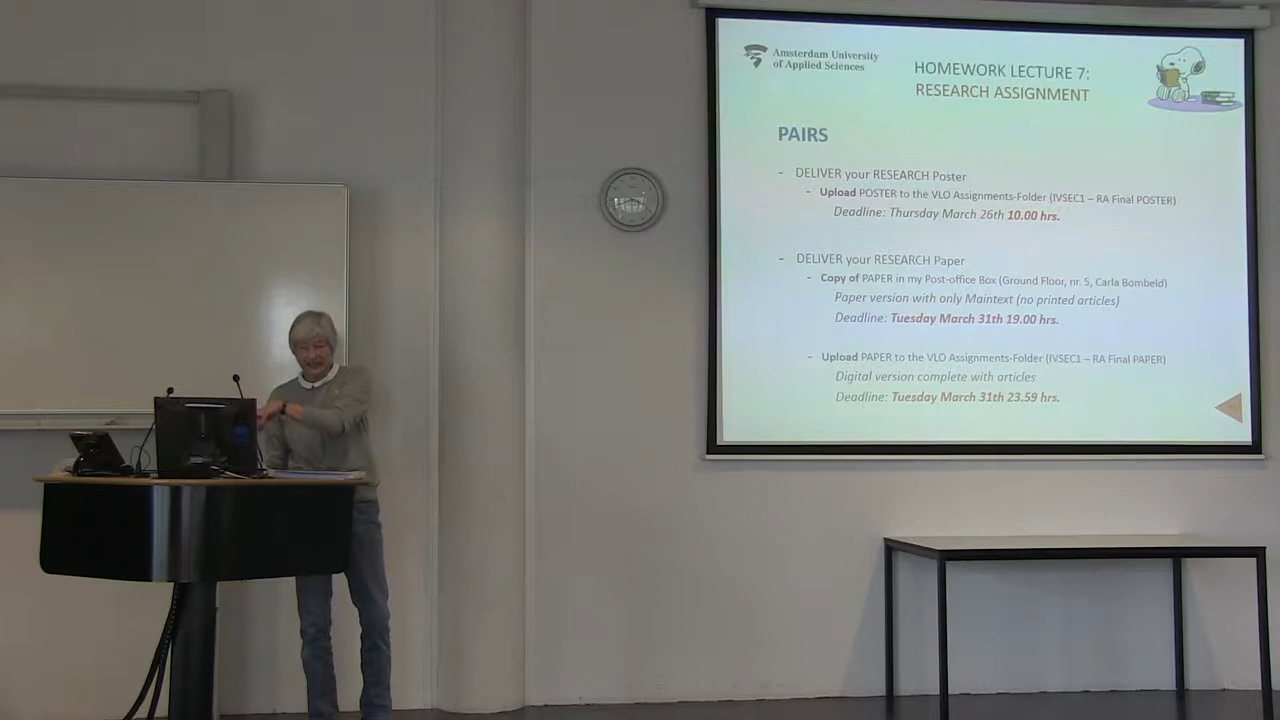 Amsterdam University
of Applied Sciences
HOMEWORK LECTURE 7:
RESEARCH ASSIGNMENT
PAIRS
- DELIVER your RESEARCH Poster
- Upload POSTER to the VLO Assignments-Folder (IVSEC1 – RA Final POSTER)
Deadline: Thursday March 26th 10.00 hrs.
- DELIVER your RESEARCH Paper
- Copy of PAPER in my Post-office Box (Ground Floor, nr. 5, Carla Bombeld)
Paper version with only Maintext (no printed articles)
Deadline: Tuesday March 31th 19.00 hrs.
- Upload PAPER to the VLO Assignments-Folder (IVSEC1 – RA Final PAPER)
Digital version complete with articles
Deadline: Tuesday March 31th 23.59 hrs.